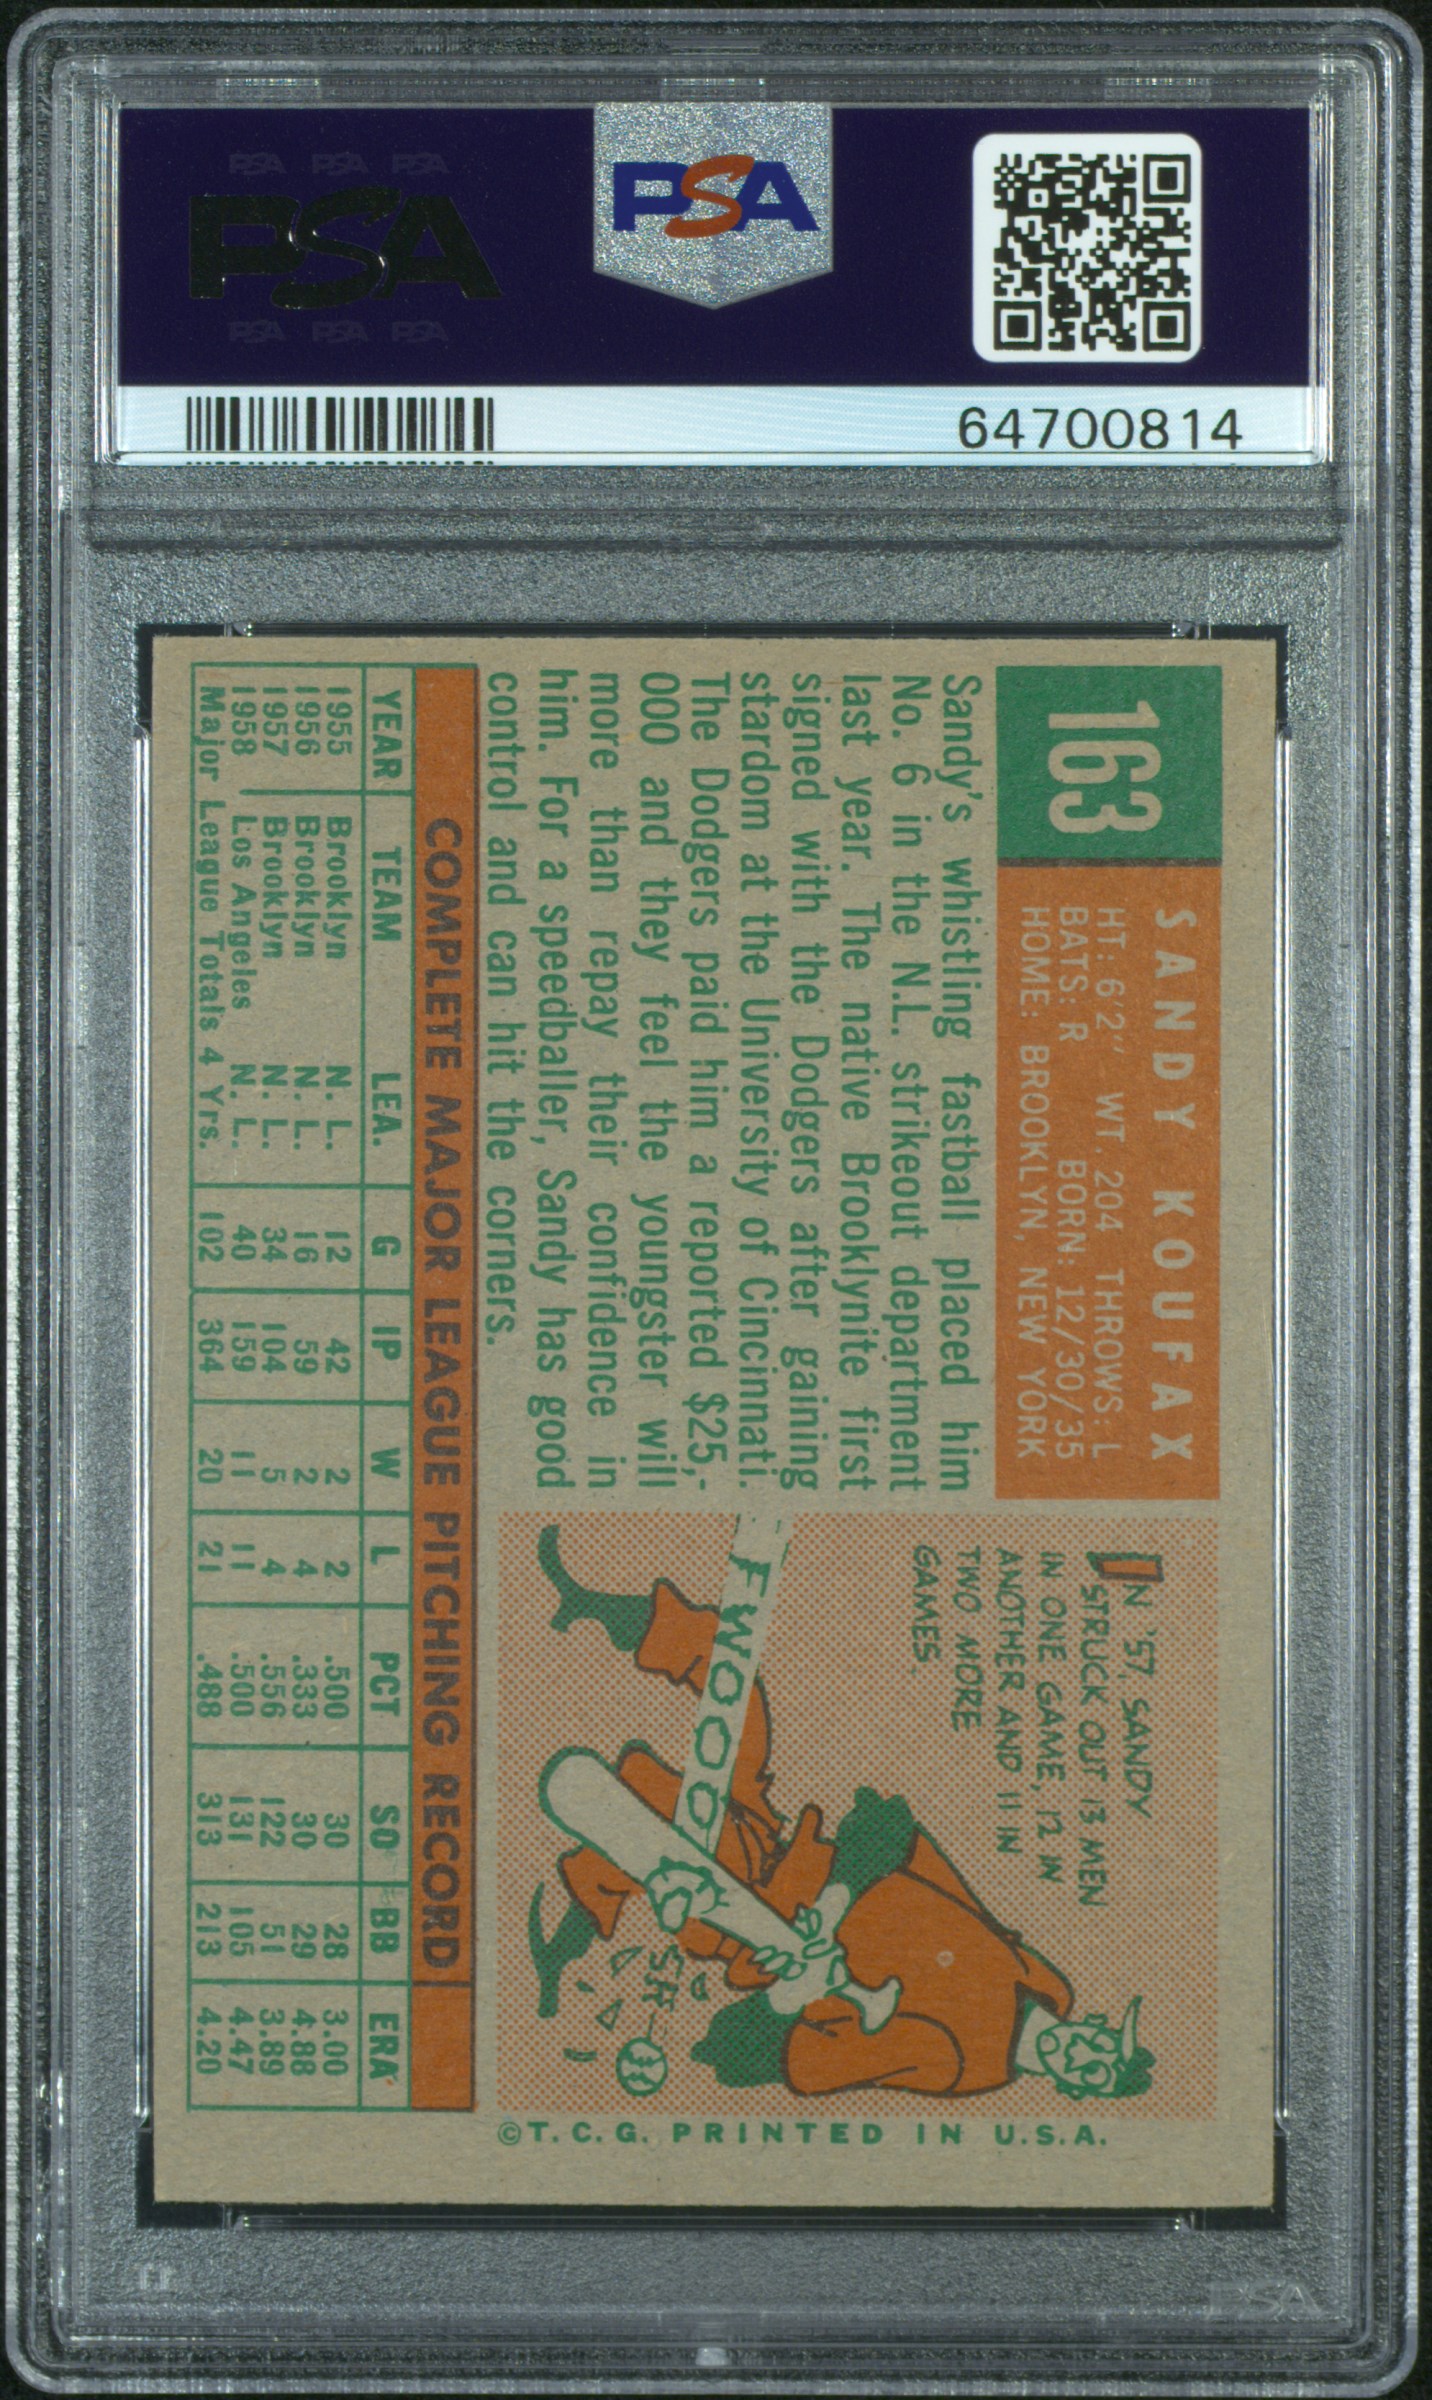 PSA PSA PSA
PSA
PSA PSA PSA
PSA
64700814
163
SANDY KOUFAX
HT: 6'2" WT. 204 THROWS: L
BATS: R BORN: 12/30/35
HOME: BROOKLYN, NEW YORK
Sandy's whistling fastball placed him
No. 6 in the N.L. strikeout department
last year. The native Brooklynite first
signed with the Dodgers after gaining
stardom at the University of Cincinnati.
The Dodgers paid him a reported $25,-
000 and they feel the youngster will
more than repay their confidence in
him. For a speedballer, Sandy has good
control and can hit the corners.
IN '57, SANDY
STRUCK OUT 13 MEN
IN ONE GAME, 12 IN
ANOTHER AND 11 IN
TWO MORE
GAMES.
FWOOO
©T.C.G. PRINTED IN U.S.A.
COMPLETE MAJOR LEAGUE PITCHING RECORD
YEAR TEAM LEA. G IP W L PCT SO BB ERA
1955 Brooklyn N. L. 12 42 2 2 .500 30 28 3.00
1956 Brooklyn N. L. 16 59 2 4 .333 30 29 4.88
1957 Brooklyn N. L. 34 104 5 4 .556 122 51 3.89
1958 Los Angeles N. L. 40 159 11 11 .500 131 105 4.47
Major League Totals 4 Yrs. 102 364 20 21 .488 313 213 4.20
PSA